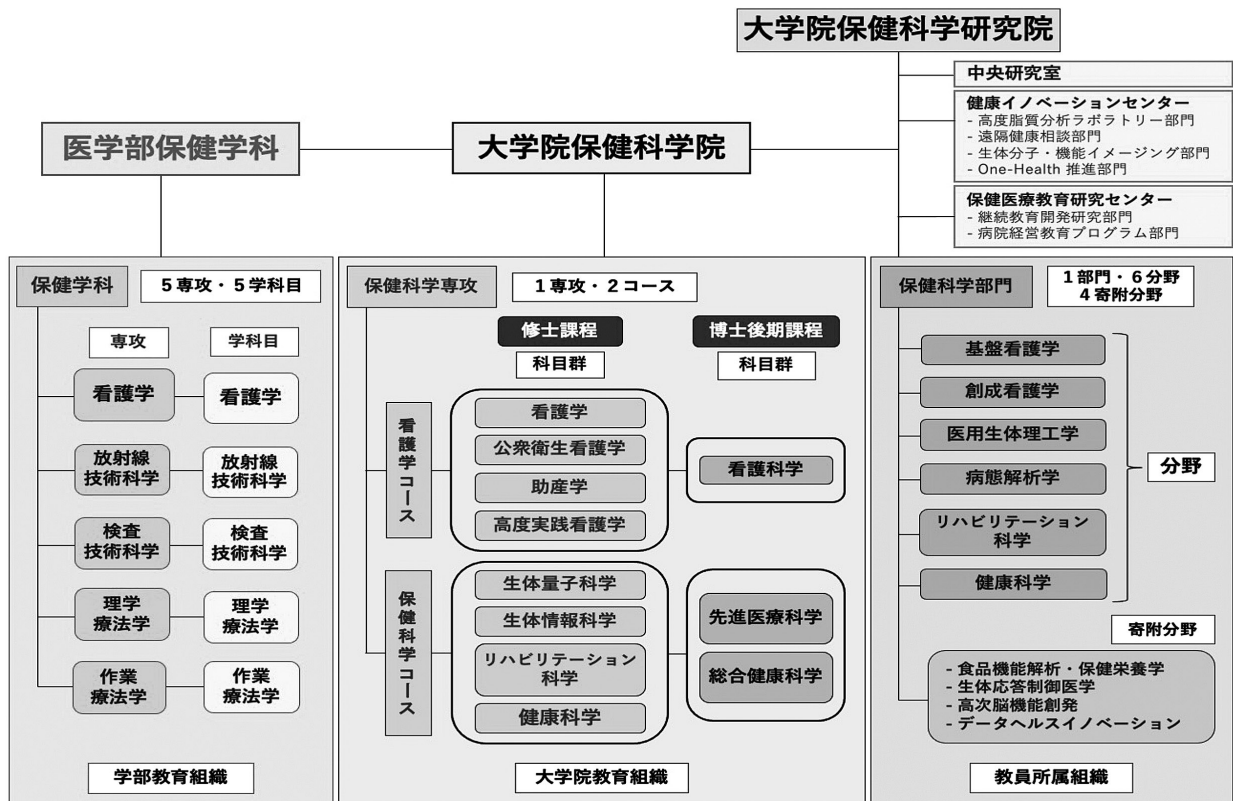 大学院保健科学研究院
中央研究室
健康イノベーションセンター
- 高度脂質分析ラボラトリー部門
- 遠隔健康相談部門
- 生体分子・機能イメージング部門
- One-Health 推進部門
保健医療教育研究センター
- 継続教育開発研究部門
- 病院経営教育プログラム部門
医学部保健学科
大学院保健科学院
保健学科
5専攻・5学科目
専攻
学科目
看護学
看護学
放射線
技術科学
放射線
技術科学
検査
技術科学
検査
技術科学
理学
療法学
理学
療法学
作業
療法学
作業
療法学
学部教育組織
保健科学専攻
1専攻・2コース
修士課程
科目群
博士後期課程
科目群
看護学コース
看護学
公衆衛生看護学
助産学
高度実践看護学
看護科学
保健科学コース
生体量子科学
生体情報科学
リハビリテーション
科学
健康科学
先進医療科学
総合健康科学
大学院教育組織
保健科学部門
1部門・6分野
4寄附分野
基盤看護学
創成看護学
医用生体理工学
病態解析学
リハビリテーション
科学
健康科学
分野
寄附分野
- 食品機能解析・保健栄養学
- 生体応答制御医学
- 高次脳機能創発
- データヘルスイノベーション
教員所属組織